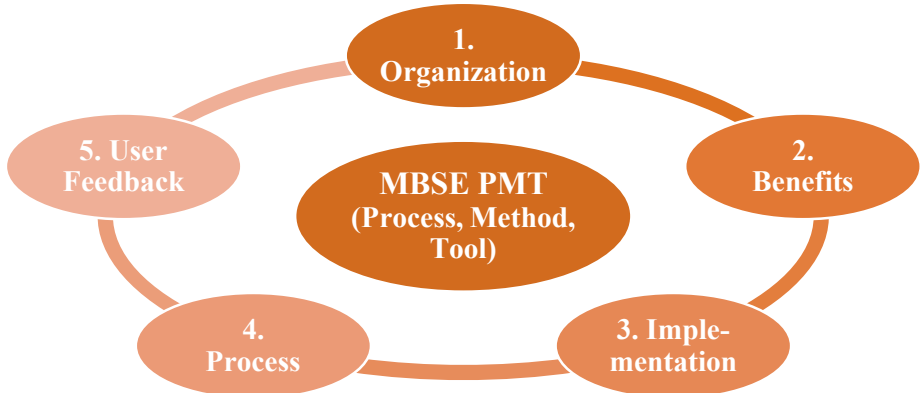 1.
Organization
2.
Benefits
3. Imple-
mentation
4.
Process
5. User
Feedback
MBSE PMT
(Process, Method,
Tool)